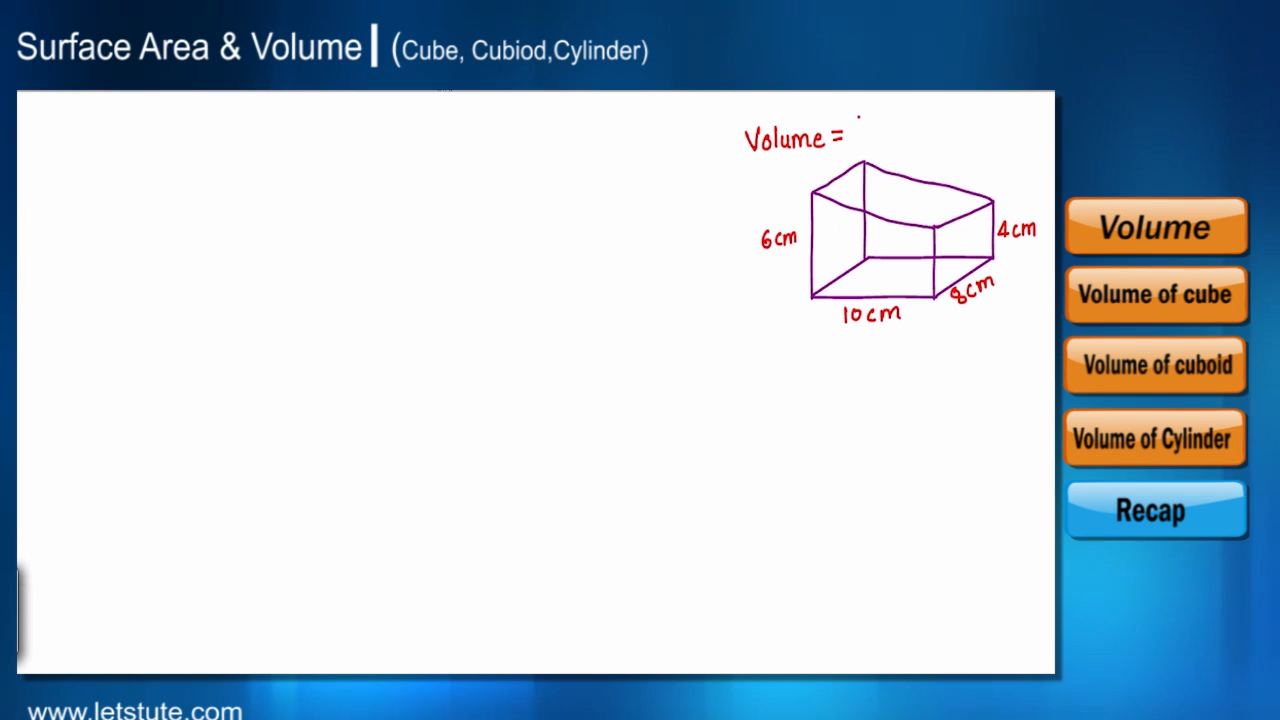 Surface Area & Volume | (Cube, Cubiod,Cylinder)
Volume =
6cm
4cm
8cm
10cm
Volume
Volume of cube
Volume of cuboid
Volume of Cylinder
Recap
www.letstute.com